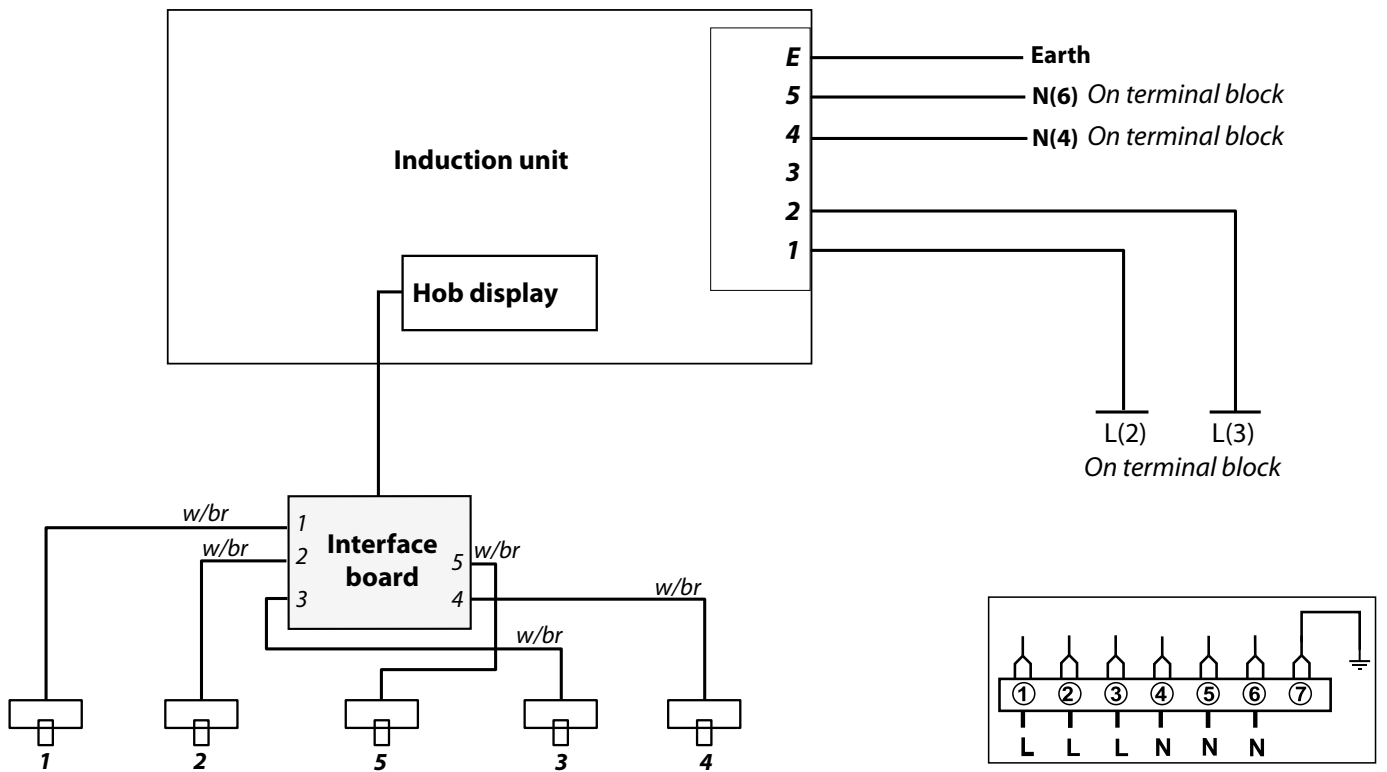 E
Earth
5
N(6) On terminal block
4
N(4) On terminal block
Induction unit
3
2
1
Hob display
L(2)
L(3)
On terminal block
w/br
w/br
1
2
3
Interface
board
5
4
w/br
w/br
w/br
1
2
5
3
4
1 2 3 4 5 6 7
L L L N N N